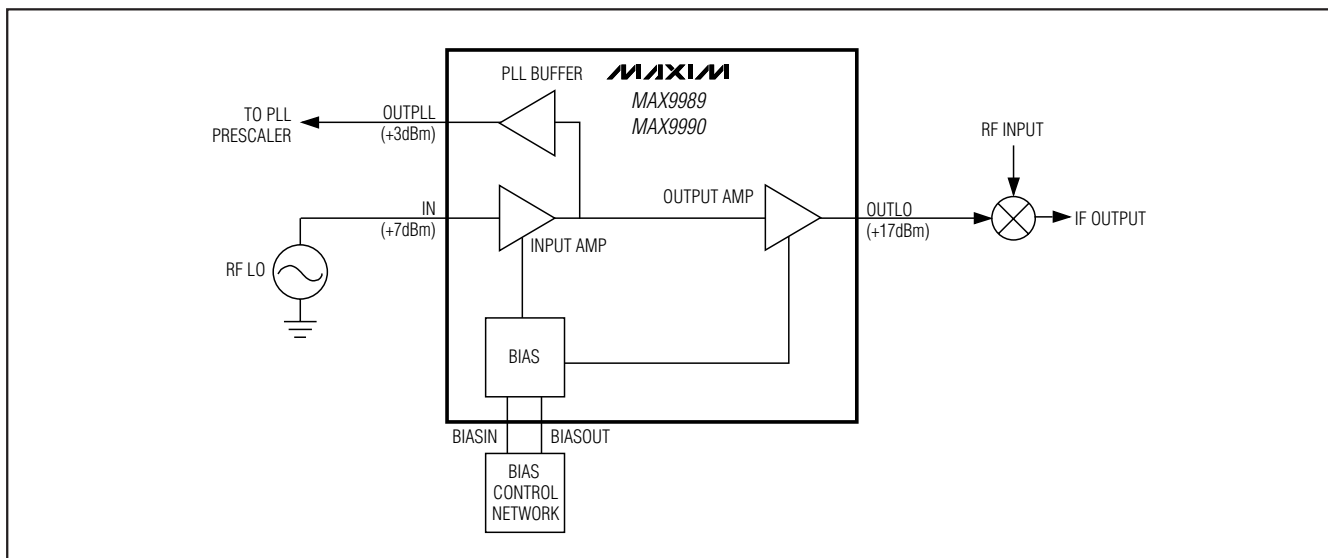 PLL BUFFER
MAXIM
MAX9989
MAX9990
TO PLL
PRESCALER
OUTPLL
(+3dBm)
RF INPUT
OUTPUT AMP
IN
(+7dBm)
INPUT AMP
OUTLO
(+17dBm)
IF OUTPUT
RF LO
BIAS
BIASIN
BIASOUT
BIAS
CONTROL
NETWORK